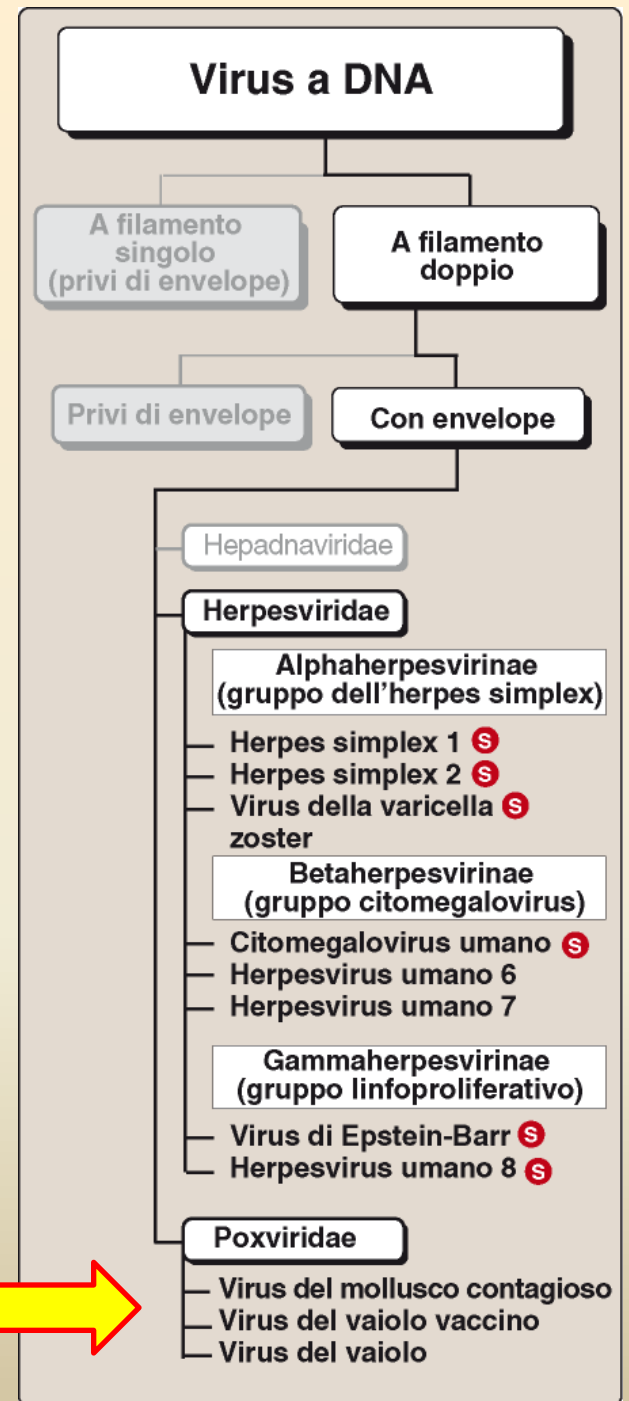 Virus a DNA
A filamento
singolo
(privi di envelope)
A filamento
doppio
Privi di envelope
Con envelope
Hepadnaviridae
Herpesviridae
Alphaherpesvirinae
(gruppo dell'herpes simplex)
Herpes simplex 1 S
Herpes simplex 2 S
Virus della varicella S
zoster
Betaherpesvirinae
(gruppo citomegalovirus)
Citomegalovirus umano S
Herpesvirus umano 6
Herpesvirus umano 7
Gammaherpesvirinae
(gruppo linfoproliferativo)
Virus di Epstein-Barr S
Herpesvirus umano 8 S
Poxviridae
Virus del mollusco contagioso
Virus del vaiolo vaccino
Virus del vaiolo